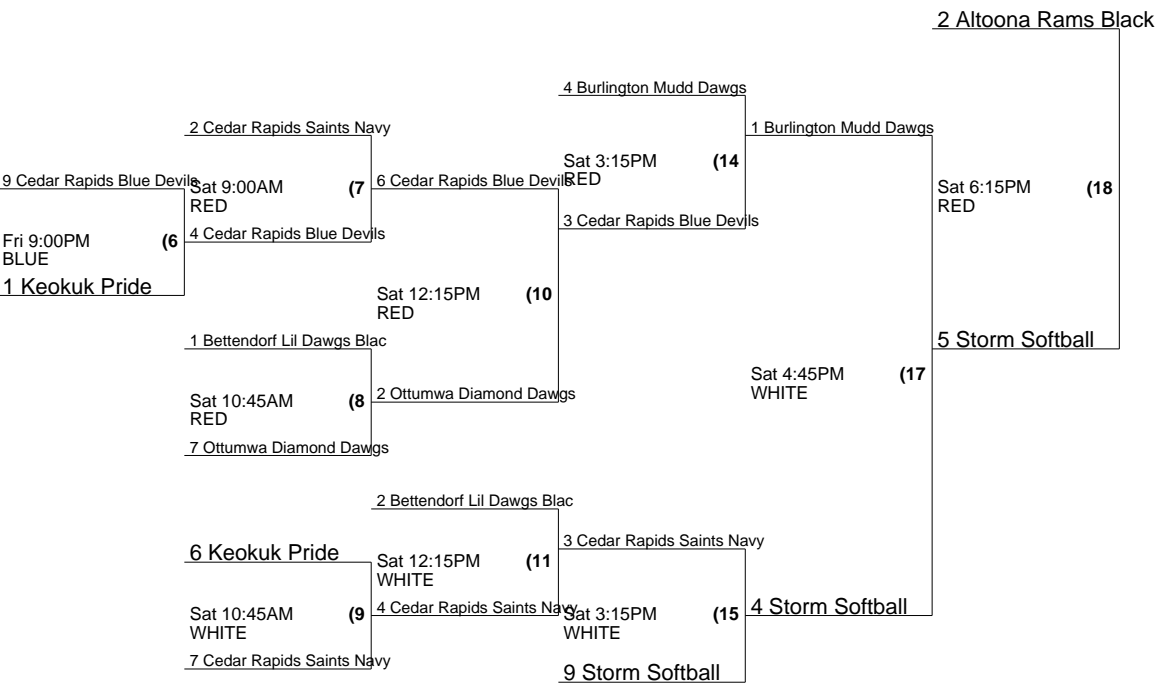 2 Altoona Rams Black
4 Burlington Mudd Dawgs
2 Cedar Rapids Saints Navy
1 Burlington Mudd Dawgs
Sat 3:15PM (14
RED
9 Cedar Rapids Blue Devils
Sat 9:00AM (7
RED
6 Cedar Rapids Blue Devils
Sat 6:15PM (18
RED
3 Cedar Rapids Blue Devils
4 Cedar Rapids Blue Devils
Fri 9:00PM (6
BLUE
1 Keokuk Pride
Sat 12:15PM (10
RED
1 Bettendorf Lil Dawgs Blac
5 Storm Softball
Sat 4:45PM (17
WHITE
Sat 10:45AM (8
RED
2 Ottumwa Diamond Dawgs
7 Ottumwa Diamond Dawgs
2 Bettendorf Lil Dawgs Blac
3 Cedar Rapids Saints Navy
6 Keokuk Pride
Sat 12:15PM (11
WHITE
4 Cedar Rapids Saints Navy
Sat 10:45AM (9
WHITE
Sat 3:15PM (15
WHITE
4 Storm Softball
7 Cedar Rapids Saints Navy
9 Storm Softball